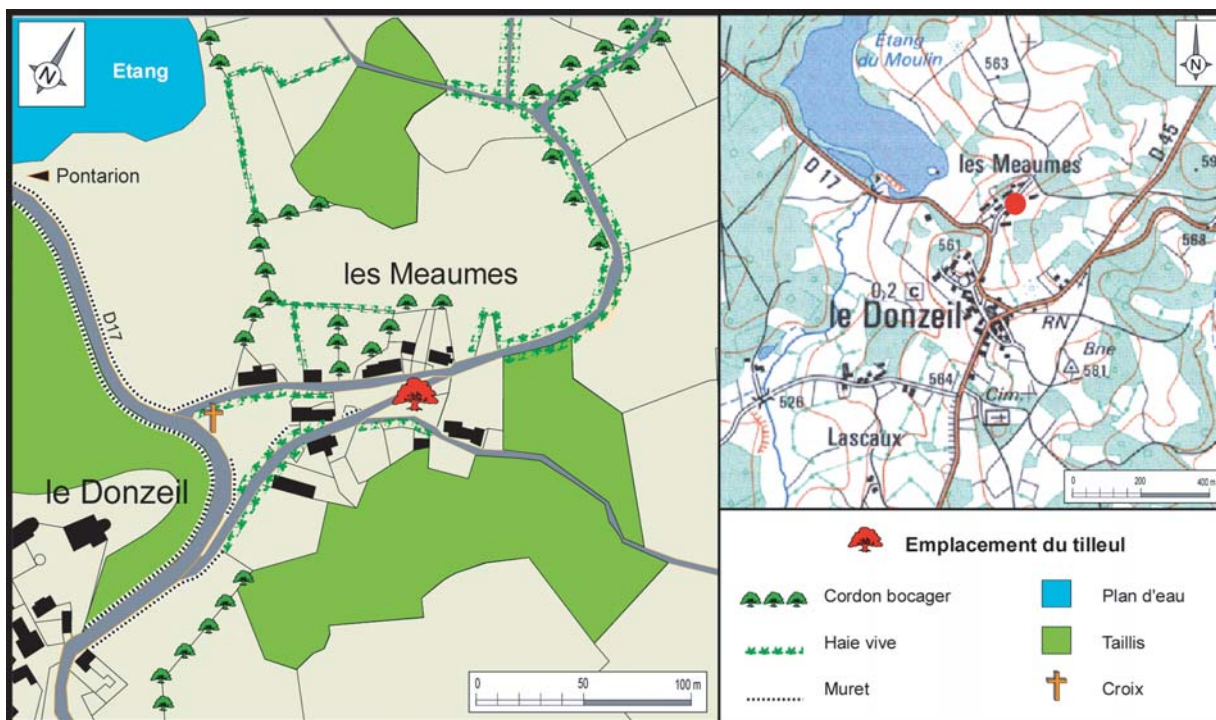 N
Etang
Pontarion
D17
les Meaumes
le Donzeil
0 50 100 m
Etang
du Moulin
563
N
D 17
les Meaumes
D 45
59
568
561
0,2 C
le Donzeil
RN
Bne
581
564
Cim.
526
Lascaux
0 200 400 m
Emplacement du tilleul
Cordon bocager
Plan d'eau
Haie vive
Taillis
Muret
Croix